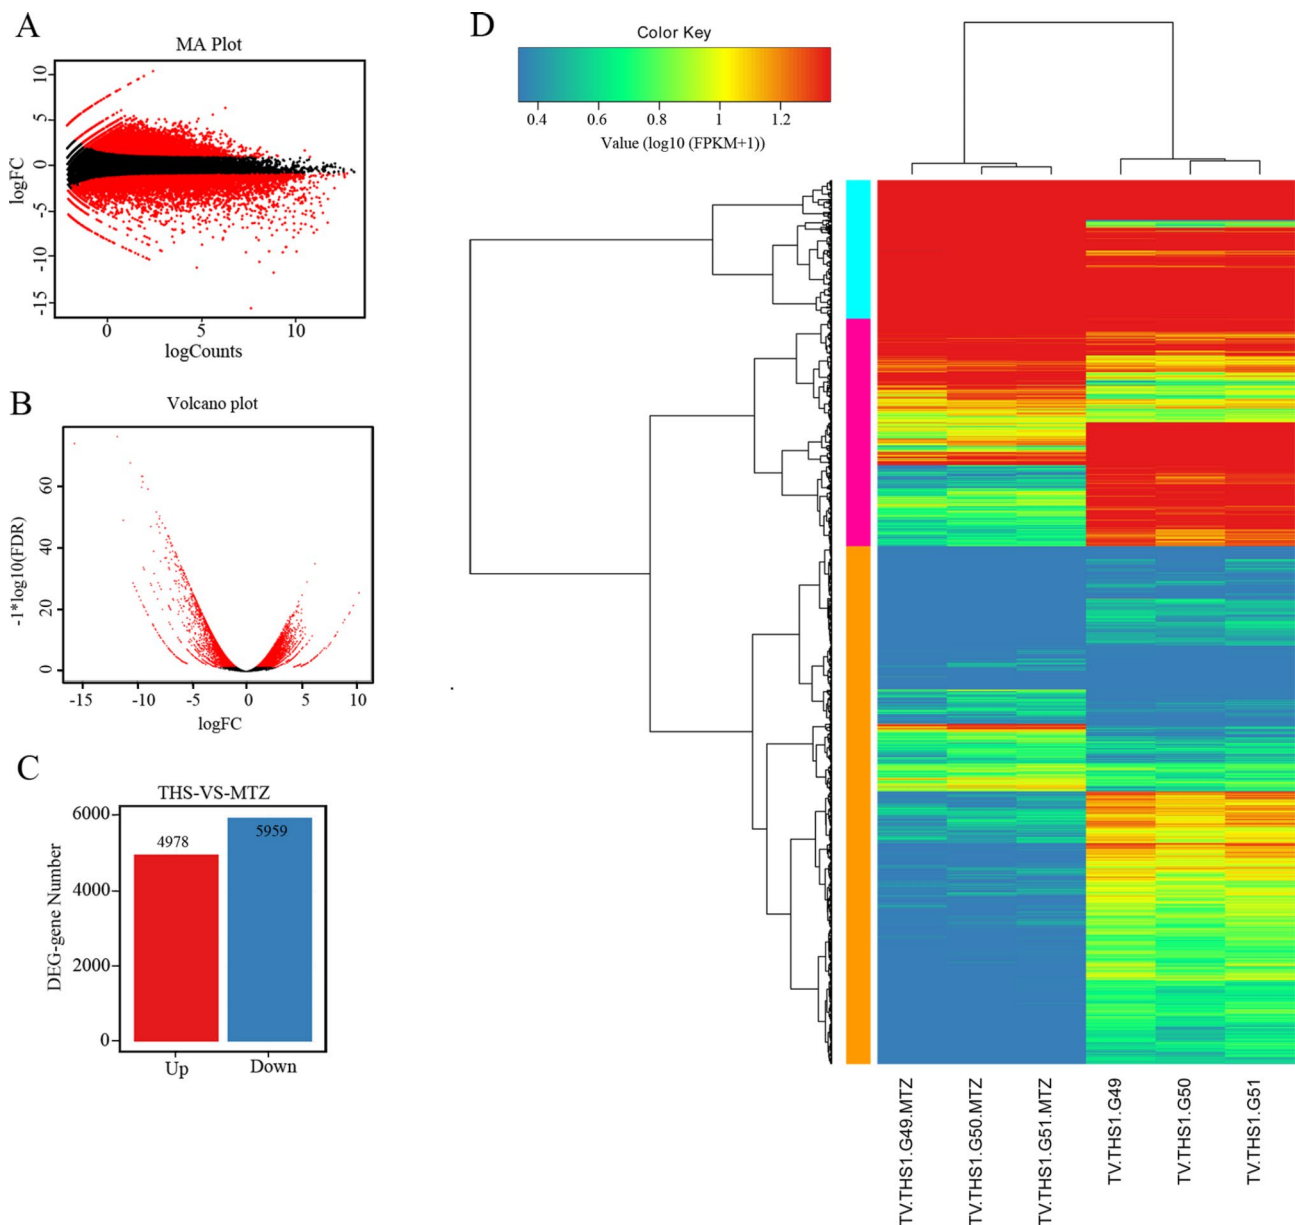 A
MA Plot
10
5
0
-5
-10
-15
logFC
0
5
10
logCounts
B
Volcano plot
60
40
20
0
-1*log10(FDR)
-15
-10
-5
0
5
10
logFC
C
THS-VS-MTZ
6000
4000
2000
0
DEG-gene Number
4978
5959
Up
Down
D
Color Key
0.4
0.6
0.8
1
1.2
Value (log10 (FPKM+1))
TV.THS1.G49.MTZ
TV.THS1.G50.MTZ
TV.THS1.G51.MTZ
TV.THS1.G49
TV.THS1.G50
TV.THS1.G51